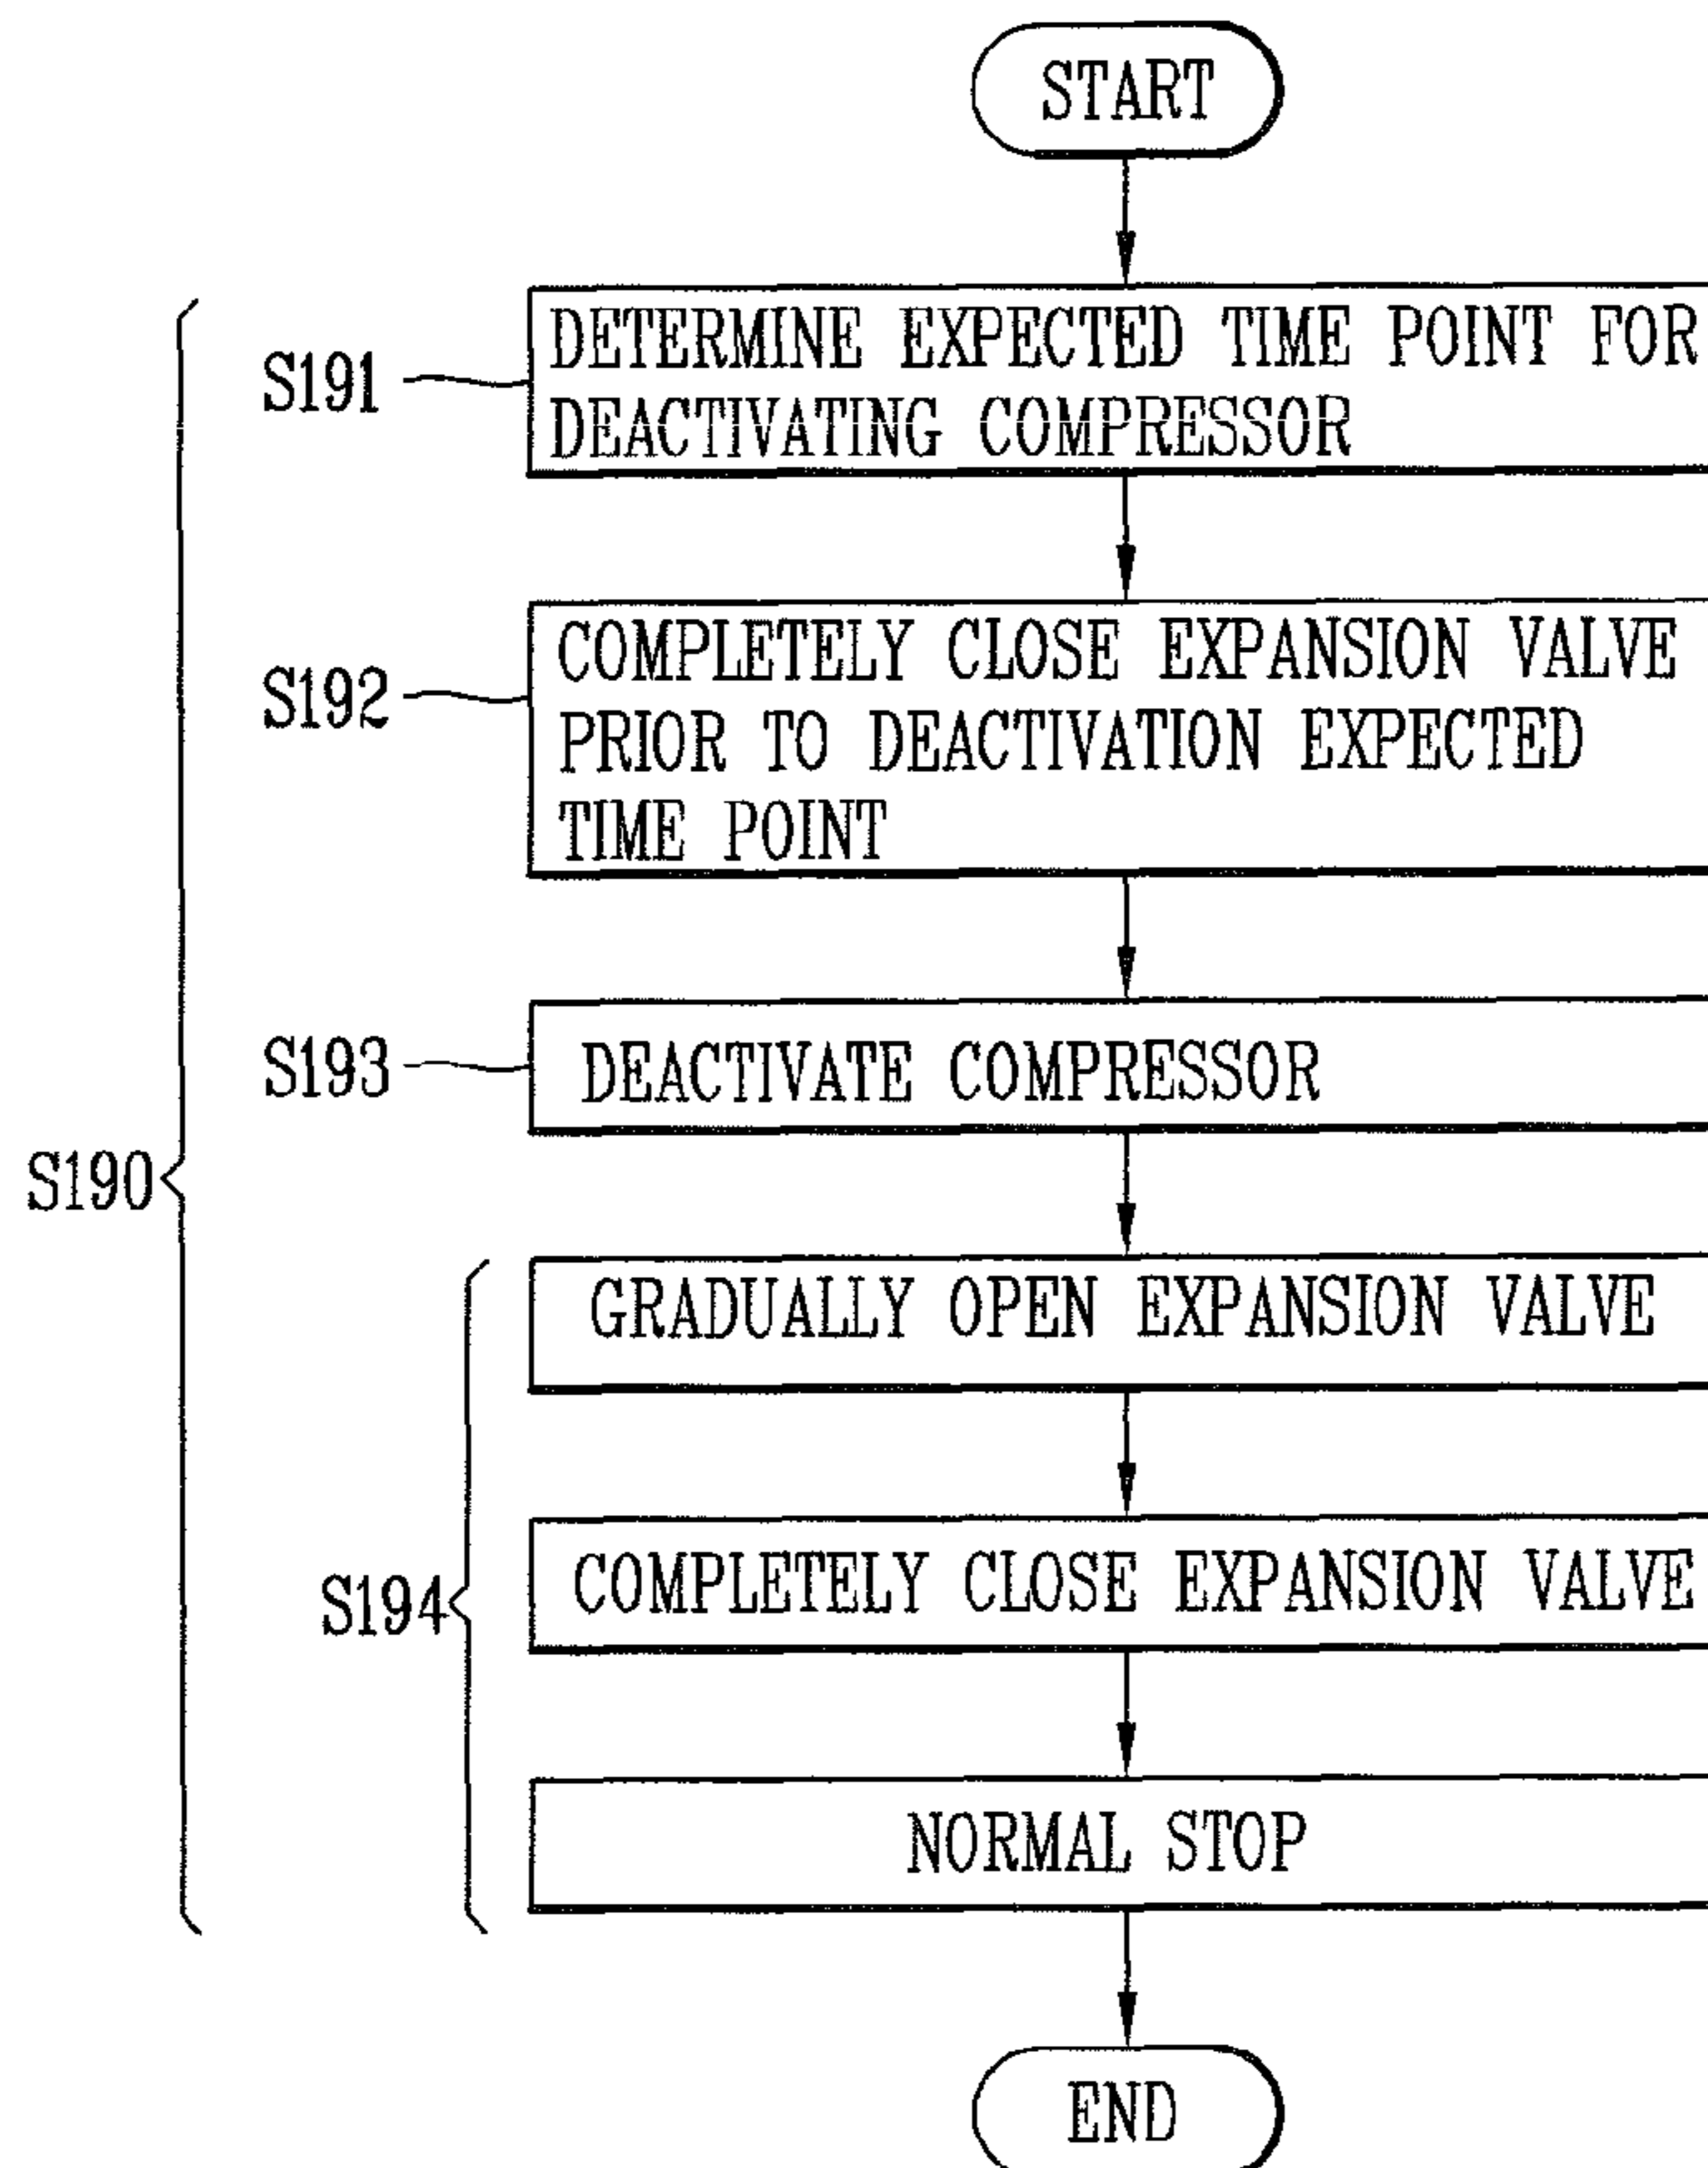 START
S191
DETERMINE EXPECTED TIME POINT FOR
DEACTIVATING COMPRESSOR
S192
COMPLETELY CLOSE EXPANSION VALVE
PRIOR TO DEACTIVATION EXPECTED
TIME POINT
S193
DEACTIVATE COMPRESSOR
S190
GRADUALLY OPEN EXPANSION VALVE
S194
COMPLETELY CLOSE EXPANSION VALVE
NORMAL STOP
END